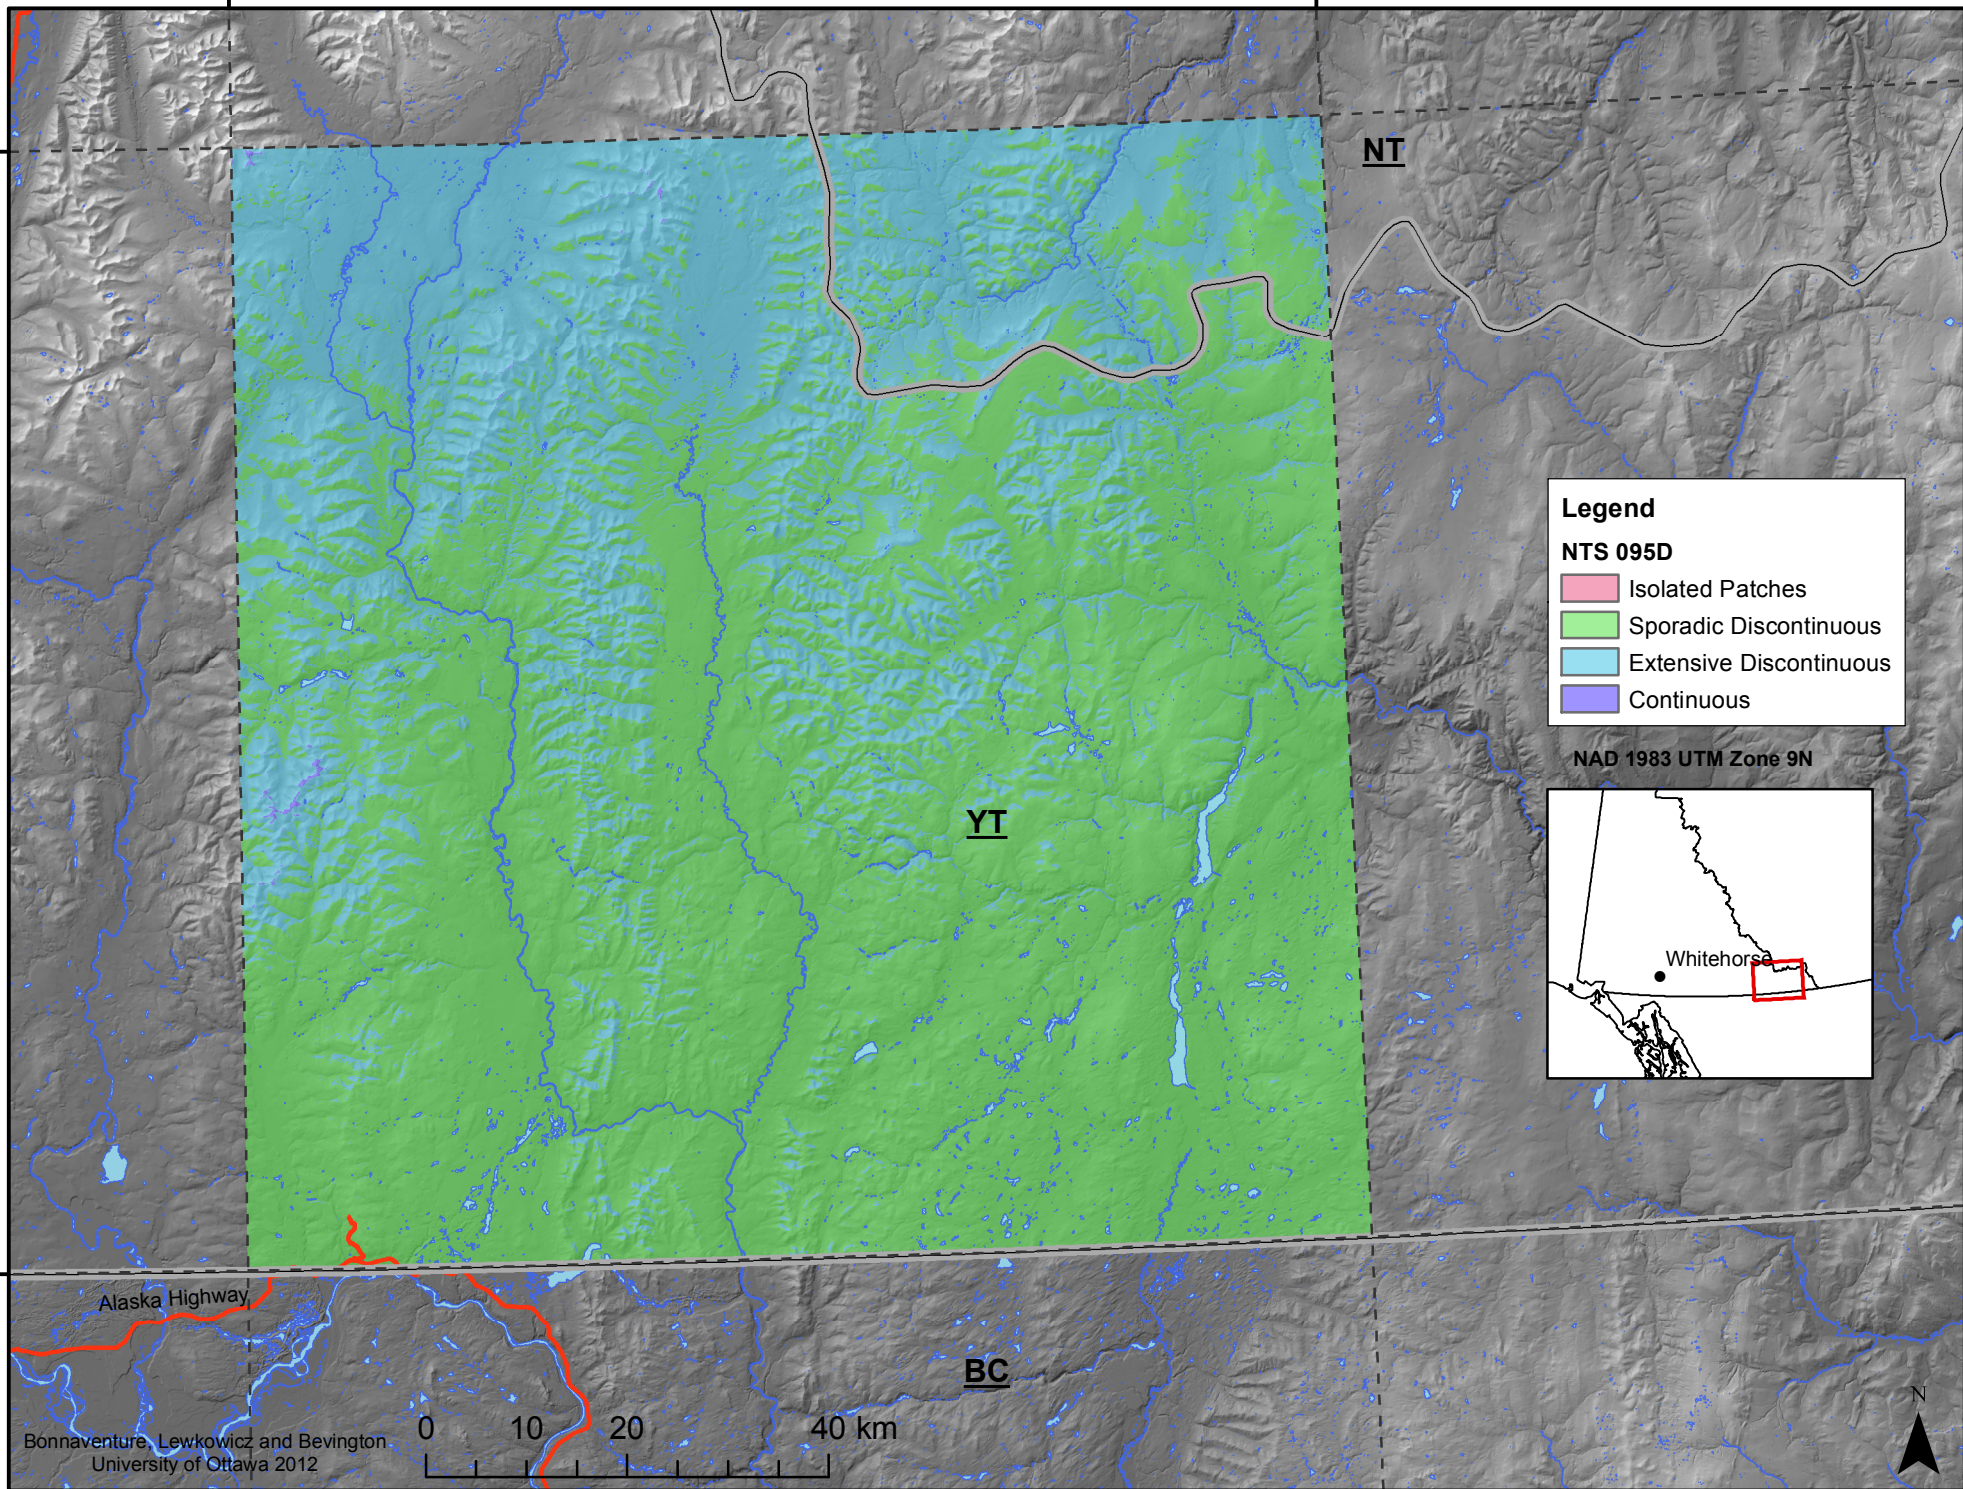 NT
Legend
NTS 095D
Isolated Patches
Sporadic Discontinuous
Extensive Discontinuous
Continuous
NAD 1983 UTM Zone 9N
YT
Whitehorse
Alaska Highway
BC
N
0 10 20 40 km
Bonnaventure, Lewkowicz and Bevington
University of Ottawa 2012